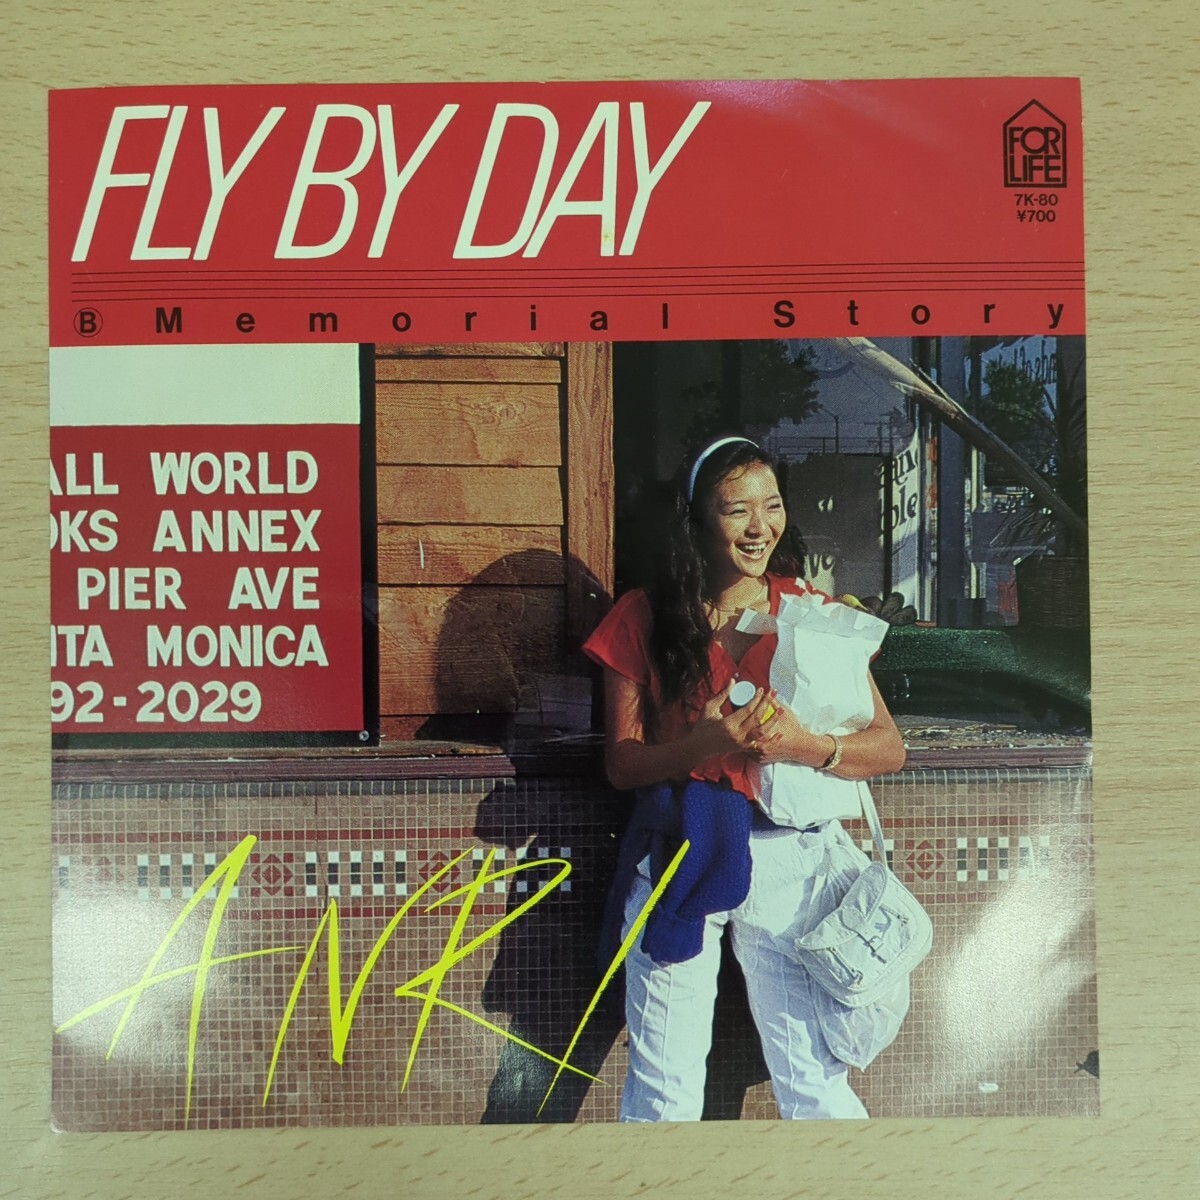 FLY BY DAY
FOR
LIFE
7K-80
¥700
Ⓑ Memorial Story
ALL WORLD
OKS ANNEX
PIER AVE
ITA MONICA
92-2029
ANRI